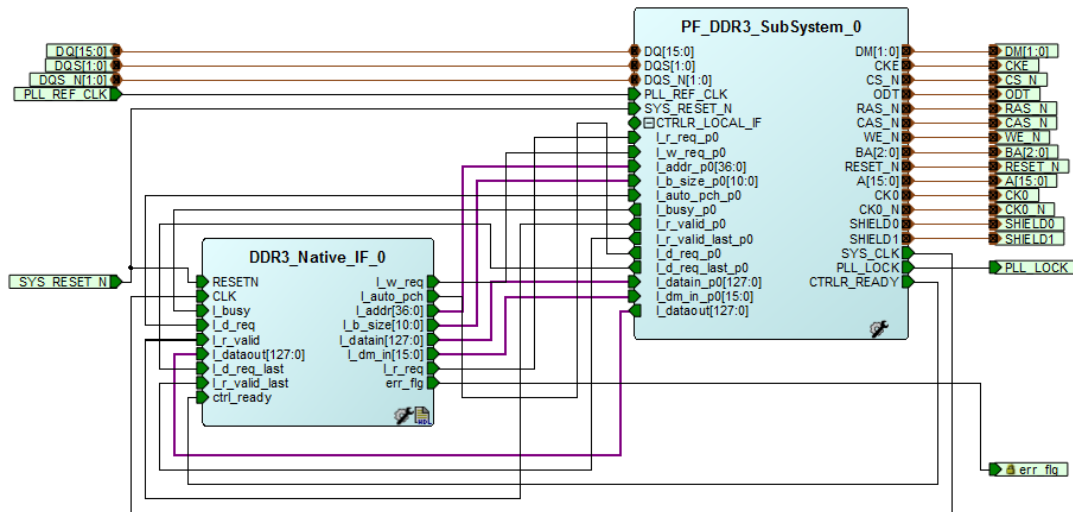 PF_DDR3_SubSystem_0
DQ[15:0]
DQS[1:0]
DQS_N[1:0]
PLL_REF_CLK
DQ[15:0]
DQS[1:0]
DQS_N[1:0]
PLL_REF_CLK
SYS_RESET_N
CTRLR_LOCAL_IF
l_r_req_p0
l_w_req_p0
l_addr_p0[36:0]
l_b_size_p0[10:0]
l_auto_pch_p0
l_busy_p0
l_r_valid_p0
l_r_valid_last_p0
l_d_req_p0
l_d_req_last_p0
l_datain_p0[127:0]
l_dm_in_p0[15:0]
l_dataout[127:0]
DM[1:0]
CKE
CS_N
ODT
RAS_N
CAS_N
WE_N
BA[2:0]
RESET_N
A[15:0]
CK0
CK0_N
SHIELD0
SHIELD1
SYS_CLK
PLL_LOCK
CTRLR_READY
DM[1:0]
CKE
CS_N
ODT
RAS_N
CAS_N
WE_N
BA[2:0]
RESET_N
A[15:0]
CK0
CK0_N
SHIELD0
SHIELD1
PLL_LOCK
SYS_RESET_N
DDR3_Native_IF_0
RESETN
CLK
l_busy
l_d_req
l_r_valid
l_dataout[127:0]
l_d_req_last
l_r_valid_last
ctrl_ready
l_w_req
l_auto_pch
l_addr[36:0]
l_b_size[10:0]
l_datain[127:0]
l_dm_in[15:0]
l_r_req
err_flg
err_flg